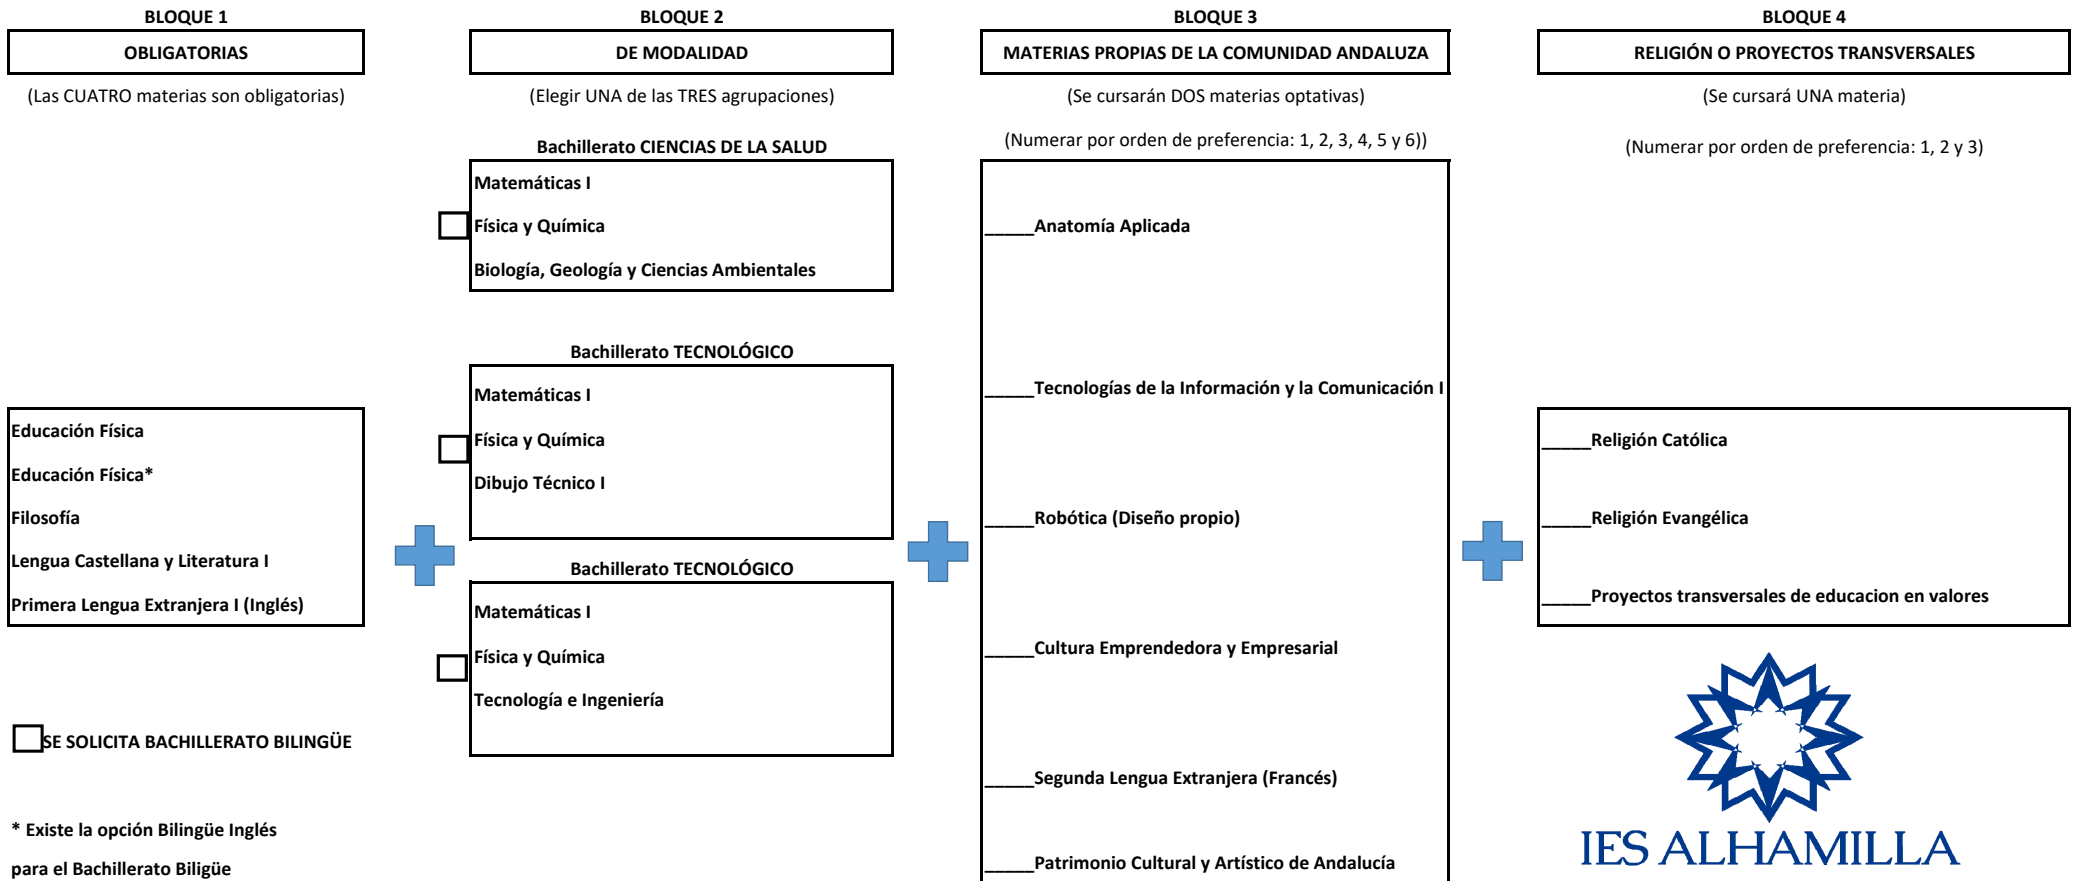 BLOQUE 1
OBLIGATORIAS
(Las CUATRO materias son obligatorias)
Educación Física
Educación Física*
Filosofía
Lengua Castellana y Literatura I
Primera Lengua Extranjera I (Inglés)
SE SOLICITA BACHILLERATO BILINGÜE
* Existe la opción Bilingüe Inglés
para el Bachillerato Biligüe
BLOQUE 2
DE MODALIDAD
(Elegir UNA de las TRES agrupaciones)
Bachillerato CIENCIAS DE LA SALUD
Matemáticas I
Física y Química
Biología, Geología y Ciencias Ambientales
Bachillerato TECNOLÓGICO
Matemáticas I
Física y Química
Dibujo Técnico I
Bachillerato TECNOLÓGICO
Matemáticas I
Física y Química
Tecnología e Ingeniería
BLOQUE 3
MATERIAS PROPIAS DE LA COMUNIDAD ANDALUZA
(Se cursarán DOS materias optativas)
(Numerar por orden de preferencia: 1, 2, 3, 4, 5 y 6))
_____Anatomía Aplicada
_____Tecnologías de la Información y la Comunicación I
_____Robótica (Diseño propio)
_____Cultura Emprendedora y Empresarial
_____Segunda Lengua Extranjera (Francés)
_____Patrimonio Cultural y Artístico de Andalucía
BLOQUE 4
RELIGIÓN O PROYECTOS TRANSVERSALES
(Se cursará UNA materia)
(Numerar por orden de preferencia: 1, 2 y 3)
_____Religión Católica
_____Religión Evangélica
_____Proyectos transversales de educacion en valores
IES ALHAMILLA